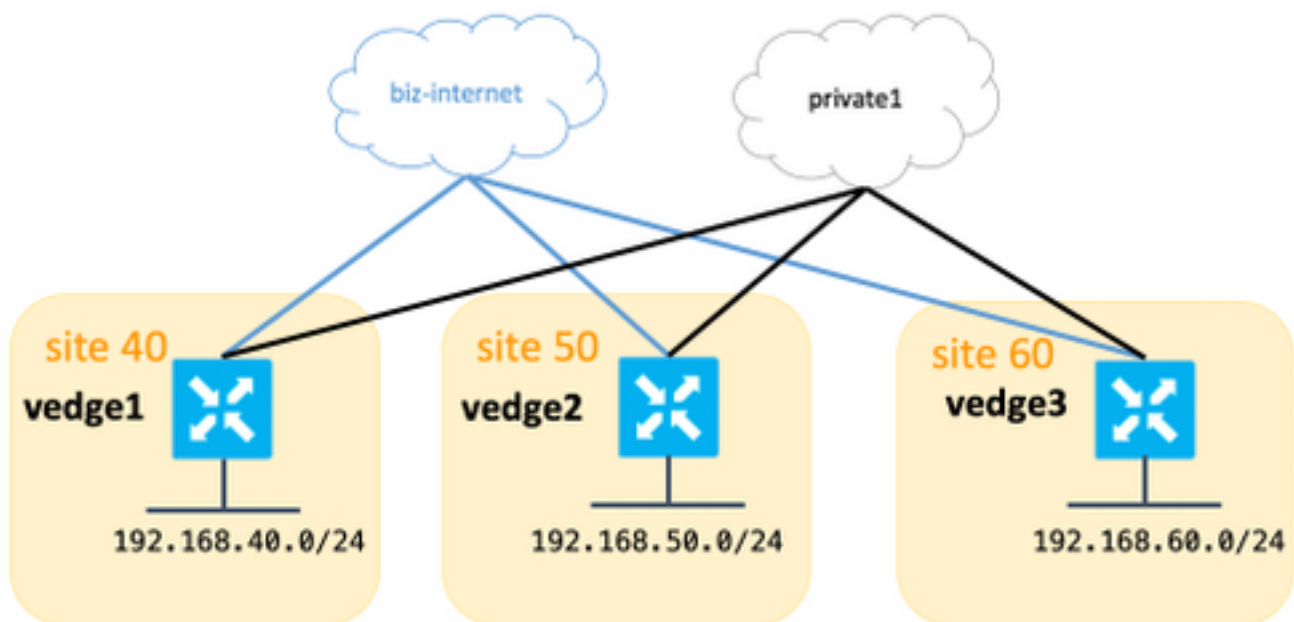 biz-internet
private1
site 40
vedge1
192.168.40.0/24
site 50
vedge2
192.168.50.0/24
site 60
vedge3
192.168.60.0/24